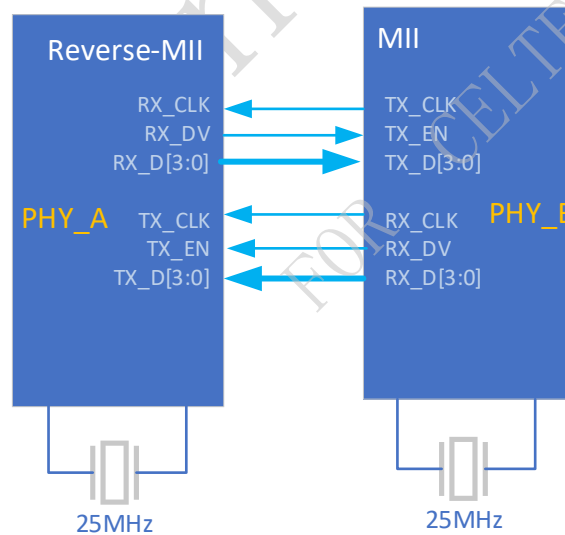 Reverse-MII
RX_CLK
RX_DV
RX_D[3:0]
PHY_A
TX_CLK
TX_EN
TX_D[3:0]
25MHz
MII
TX_CLK
TX_EN
TX_D[3:0]
RX_CLK
RX_DV
RX_D[3:0]
25MHz
FOR